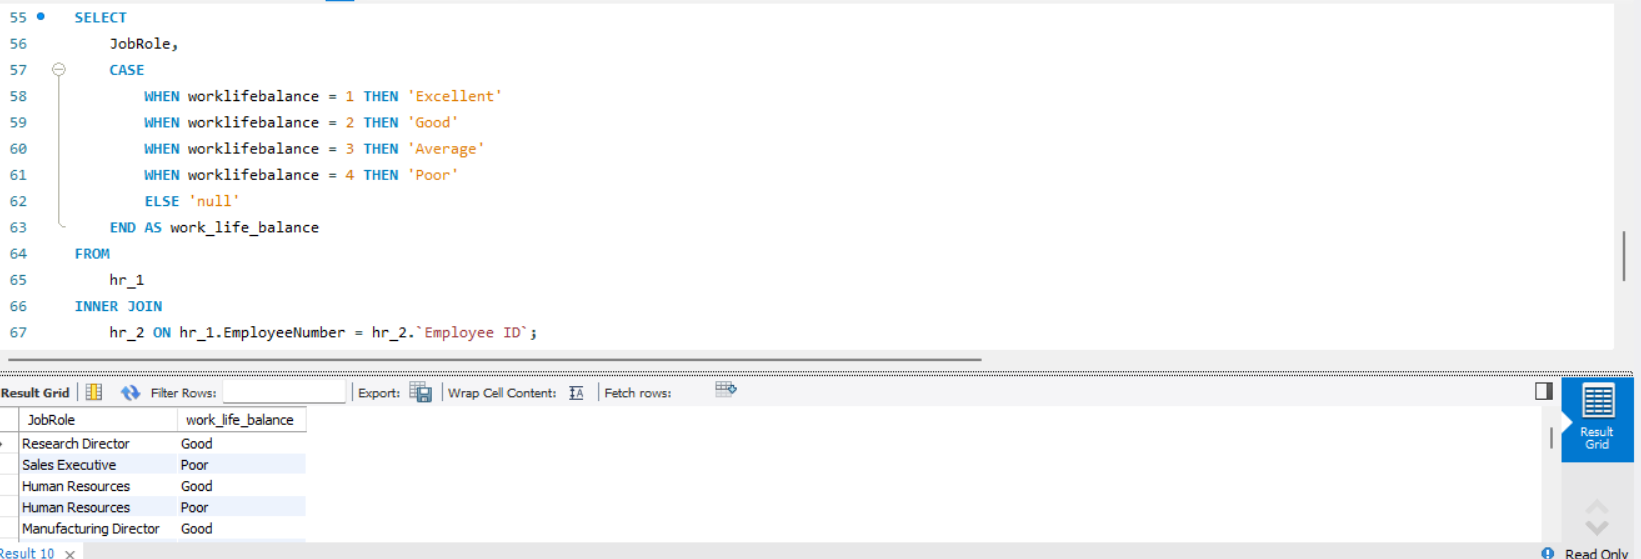 55 SELECT
56 JobRole,
57 CASE
58 WHEN worklifebalance = 1 THEN 'Excellent'
59 WHEN worklifebalance = 2 THEN 'Good'
60 WHEN worklifebalance = 3 THEN 'Average'
61 WHEN worklifebalance = 4 THEN 'Poor'
62 ELSE 'null'
63 END AS work_life_balance
64 FROM
65 hr_1
66 INNER JOIN
67 hr_2 ON hr_1.EmployeeNumber = hr_2.`Employee ID`;
Result Grid Filter Rows: Export: Wrap Cell Content: Fetch rows:
JobRole work_life_balance
Research Director Good
Sales Executive Poor
Human Resources Good
Human Resources Poor
Manufacturing Director Good
Result
Grid
Result 10 x
Read Only